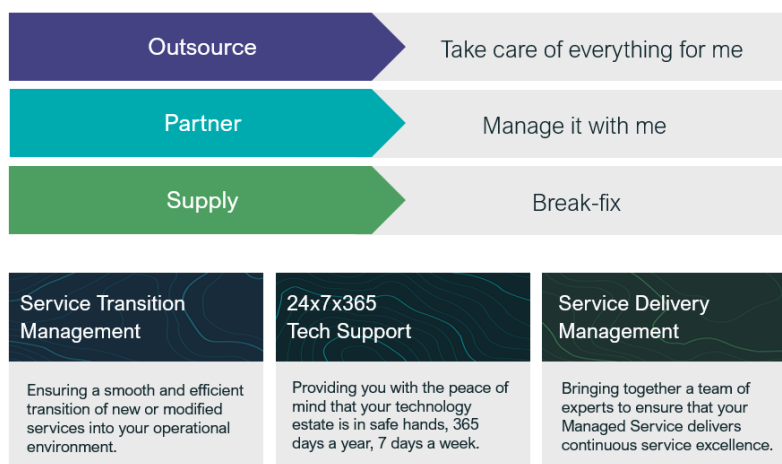 Outsource
Take care of everything for me
Partner
Manage it with me
Supply
Break-fix
Service Transition
Management
Ensuring a smooth and efficient
transition of new or modified
services into your operational
environment.
24x7x365
Tech Support
Providing you with the peace of
mind that your technology
estate is in safe hands, 365
days a year, 7 days a week.
Service Delivery
Management
Bringing together a team of
experts to ensure that your
Managed Service delivers
continuous service excellence.